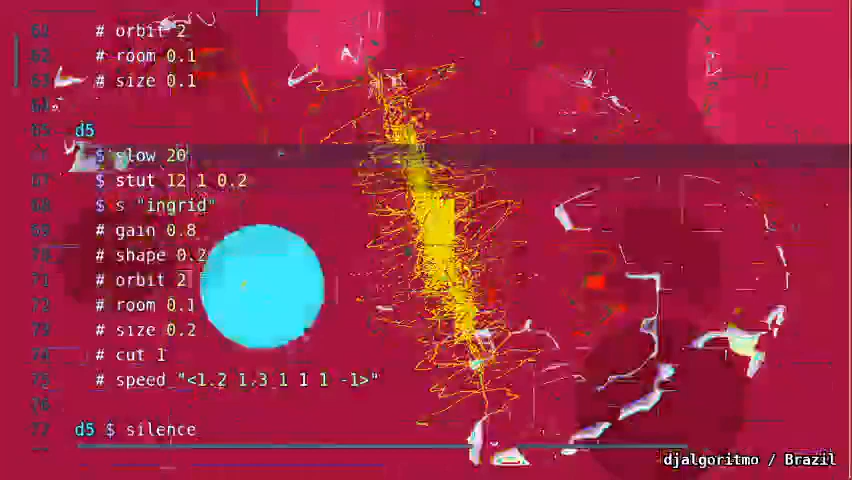 61 # orbit 2
62 # room 0.1
63 # size 0.1
64
65 d5
$ slow 20
67 $ stut 12 1 0.2
68 $ s "ingrid"
69 # gain 0.8
70 # shape 0.2
71 # orbit 2
72 # room 0.1
73 # size 0.2
74 # cut 1
75 # speed "<1.2 1.3 1 1 1 -1>"
76
77 d5 $ silence
djalgoritmo / Brazil